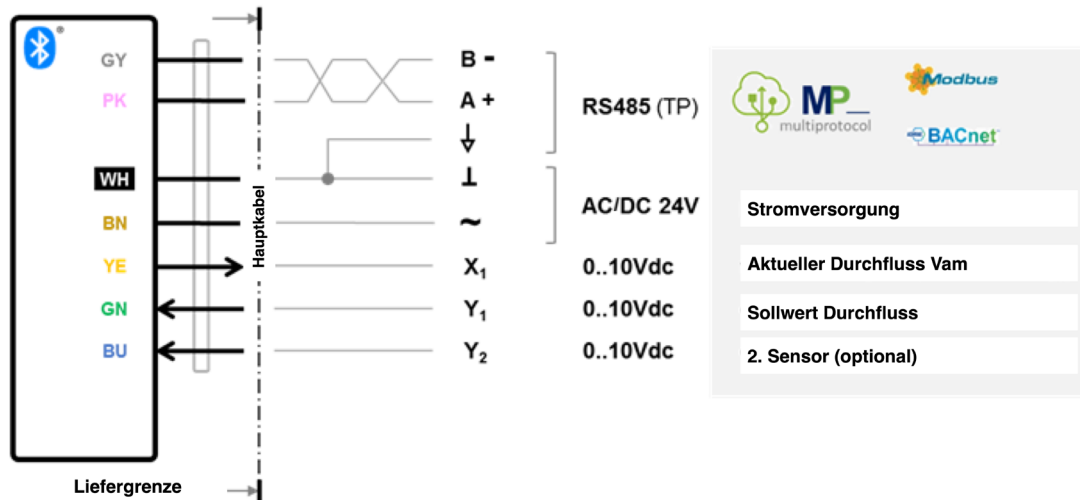 ®
GY
B -
PK
A +
RS485 (TP)
WH
⊥
AC/DC 24V
BN
~
YE
X1
0..10Vdc
GN
Y1
0..10Vdc
BU
Y2
0..10Vdc
Hauptkabel
Liefergrenze
MP
multiprotocol
Modbus
BACnet
Stromversorgung
Aktueller Durchfluss Vam
Sollwert Durchfluss
2. Sensor (optional)